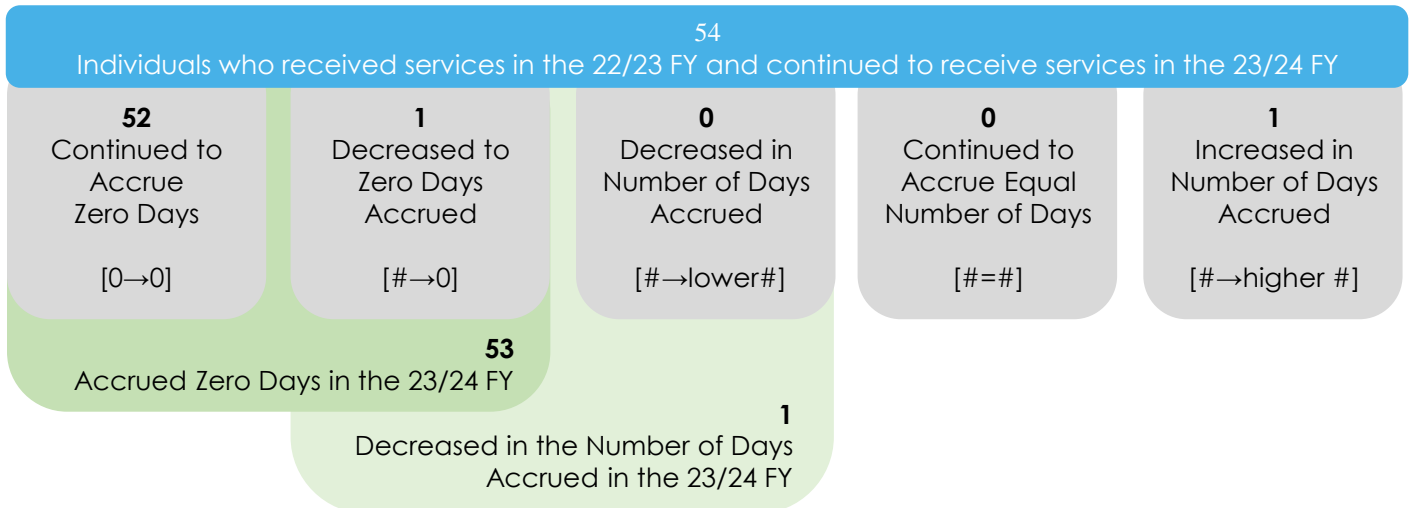 54
Individuals who received services in the 22/23 FY and continued to receive services in the 23/24 FY
52
Continued to
Accrue
Zero Days
[0→0]
1
Decreased to
Zero Days
Accrued
[#→0]
0
Decreased in
Number of Days
Accrued
[#→lower#]
0
Continued to
Accrue Equal
Number of Days
[#=#]
1
Increased in
Number of Days
Accrued
[#→higher #]
53
Accrued Zero Days in the 23/24 FY
1
Decreased in the Number of Days
Accrued in the 23/24 FY